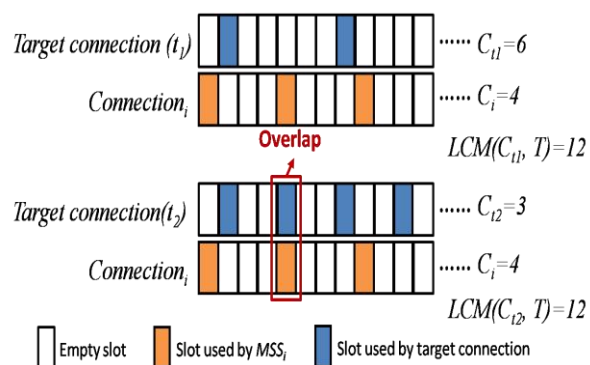 Target connection (t₁) ...... Cₜ₁=6
Connectionᵢ ...... Cᵢ=4
Overlap LCM(Cₜ₁, T)=12
Target connection(t₂) ...... Cₜ₂=3
Connectionᵢ ...... Cᵢ=4
LCM(Cₜ₂, T)=12
Empty slot Slot used by MSSᵢ Slot used by target connection